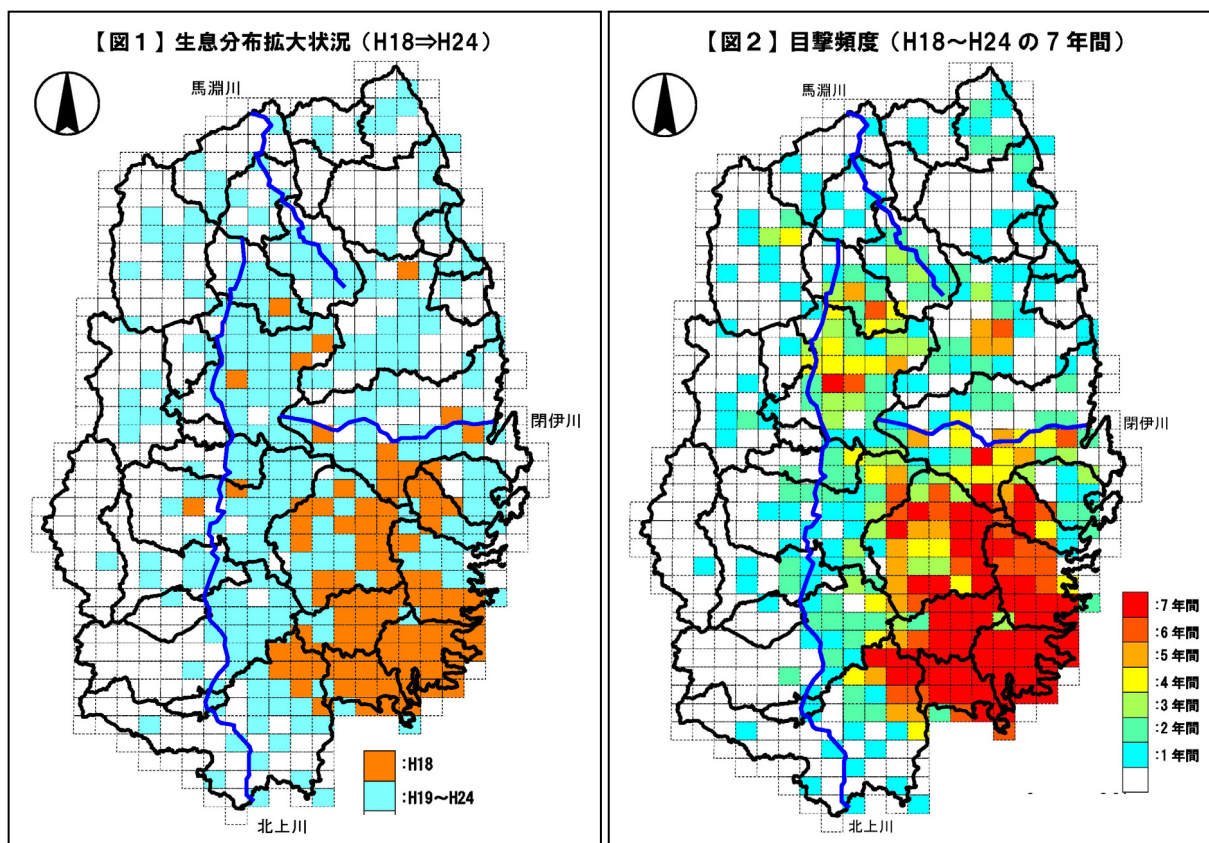 【図1】生息分布拡大状況（H18⇒H24）
馬淵川
閉伊川
:H18
:H19～H24
北上川
【図2】目撃頻度（H18～H24の7年間）
馬淵川
閉伊川
:7年間
:6年間
:5年間
:4年間
:3年間
:2年間
:1年間
北上川